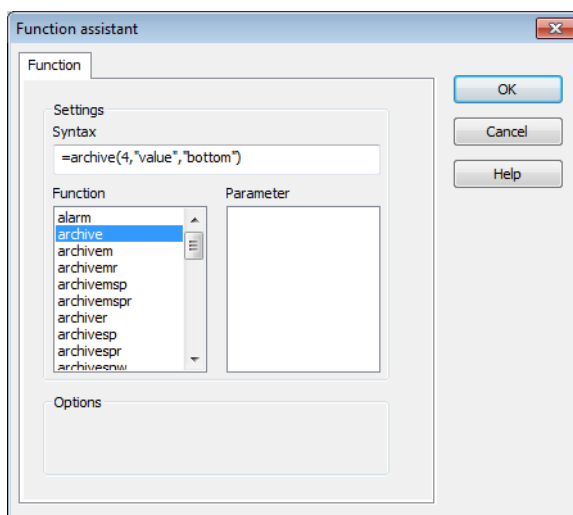 Function assistant
Function
OK
Settings
Syntax
Cancel
=archive(4,"value","bottom")
Help
Function
Parameter
alarm
archive
archivem
archivemr
archivemsp
archivemspr
archiver
archivesp
archivespr
archivespw
Options